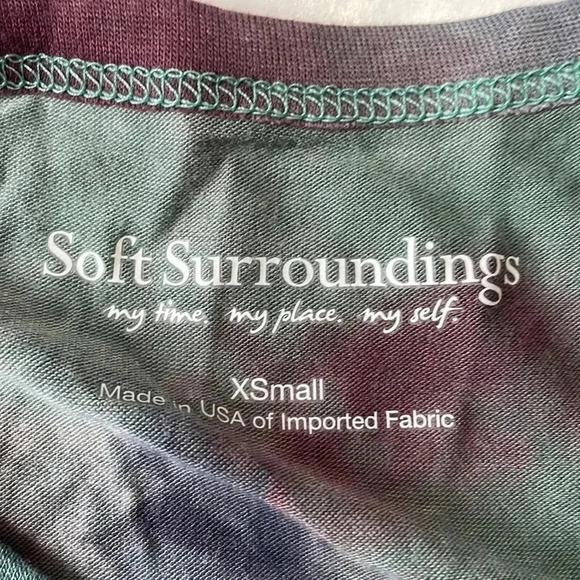 Soft Surroundings
my time. my place. my self.
XSmall
Made in USA of Imported Fabric